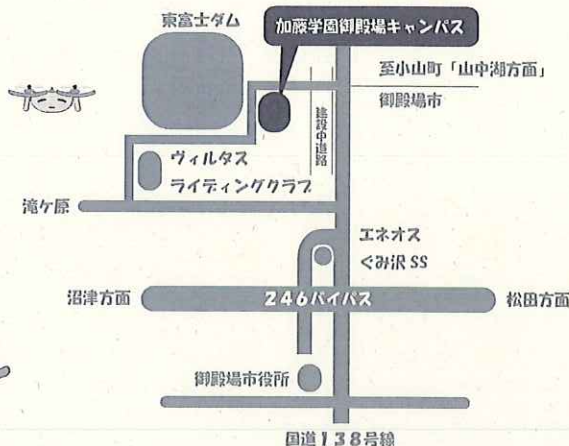 東富士ダム
加藤学園御殿場キャンパス
至小山町「山中湖方面」
御殿場市
建設中道路
ヴィルタス
ライディングクラブ
滝ケ原
エネオス
ぐみ沢 SS
沼津方面
246バイパス
松田方面
御殿場市役所
国道138号線